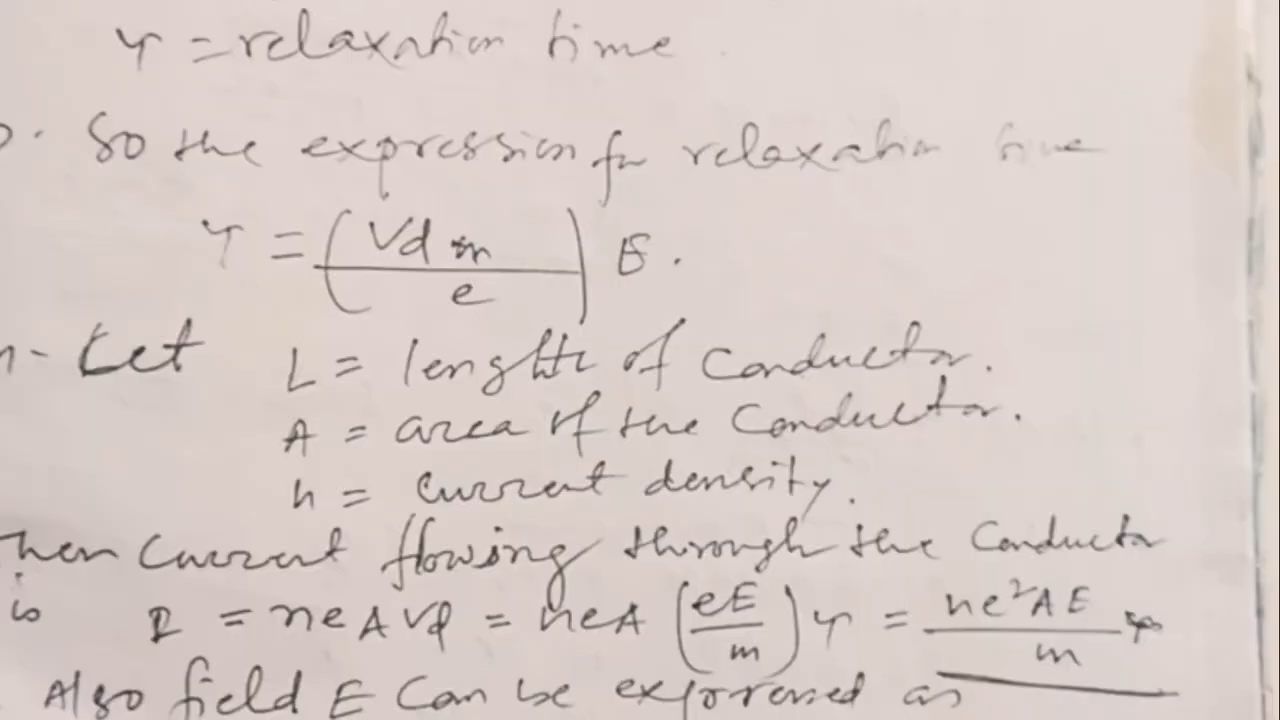 τ = relaxation time
So the expression for relaxation time
τ = (Vd m / e) E.
Let L = lenghth of Conductor.
A = area of the Conductor.
n = current density.
Then Current flowing through the Conductor
is I = neAVd = neA (eE/m) τ = ne²AE/m τ
Also field E Can be expressed as